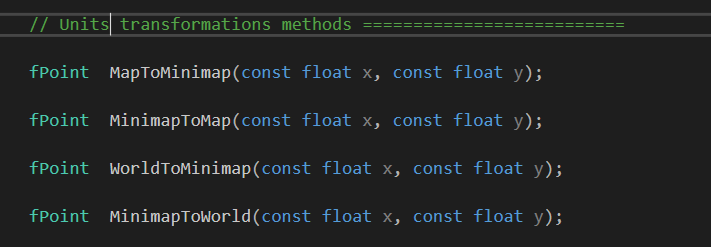 // Units transformations methods ==========================
fPoint  MapToMinimap(const float x, const float y);
fPoint  MinimapToMap(const float x, const float y);
fPoint  WorldToMinimap(const float x, const float y);
fPoint  MinimapToWorld(const float x, const float y);